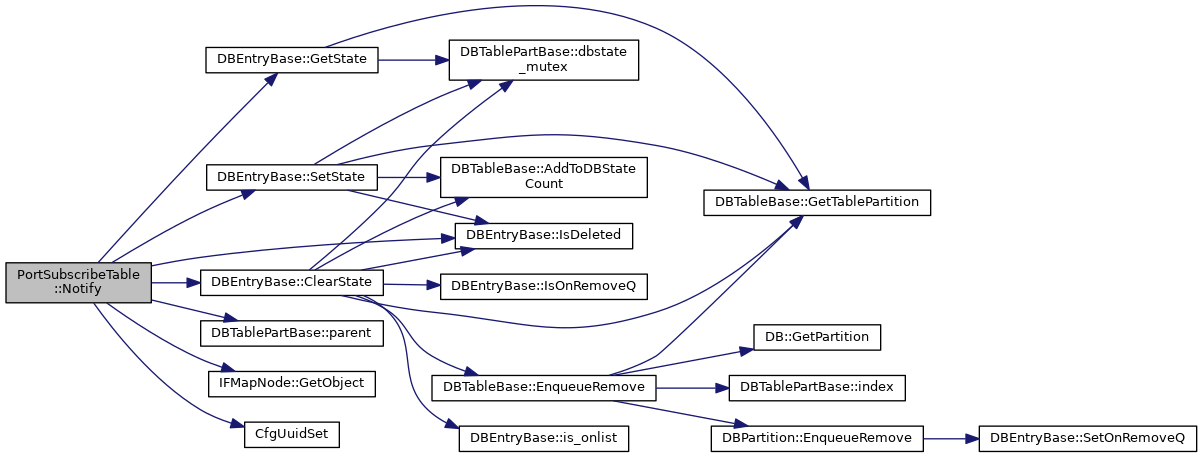 DBEntryBase::GetState
DBTablePartBase::dbstate
_mutex
DBEntryBase::SetState
DBTableBase::AddToDBState
Count
DBTableBase::GetTablePartition
DBEntryBase::IsDeleted
PortSubscribeTable
::Notify
DBEntryBase::ClearState
DBEntryBase::IsOnRemoveQ
DBTablePartBase::parent
DB::GetPartition
IFMapNode::GetObject
DBTableBase::EnqueueRemove
DBTablePartBase::index
CfgUuidSet
DBEntryBase::is_onlist
DBPartition::EnqueueRemove
DBEntryBase::SetOnRemoveQ